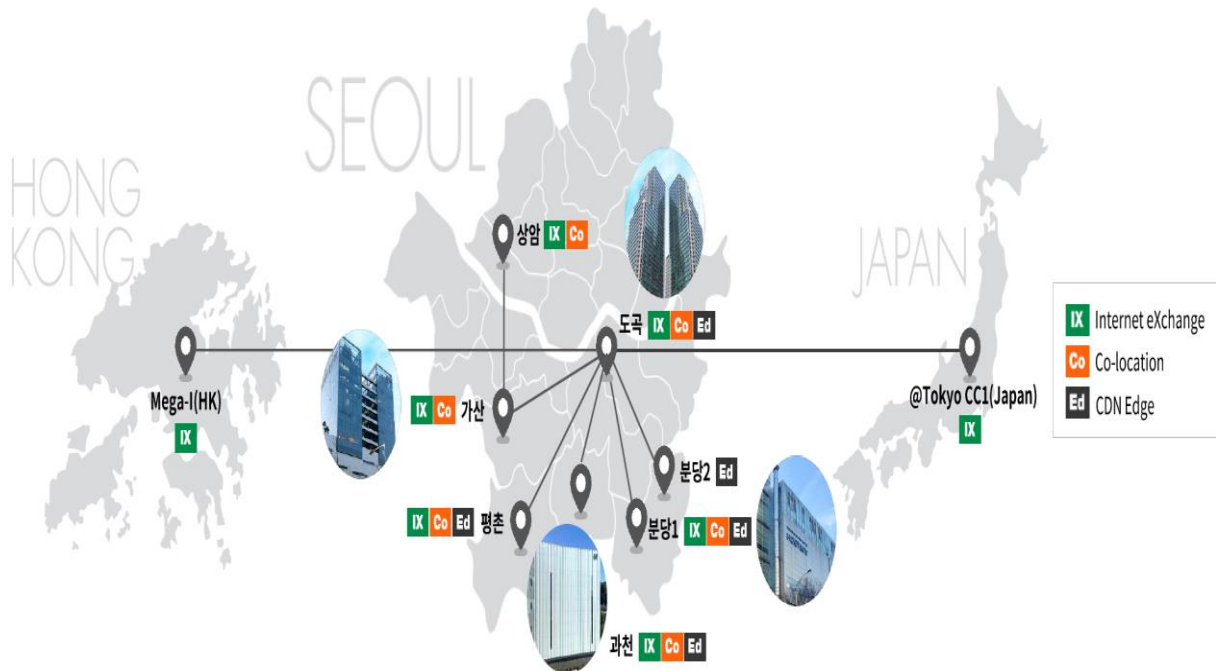 SEOUL
HONG
KONG
JAPAN
상암 IX Co
도곡 IX Co Ed
IX Co 가산
Mega-I(HK)
IX
@Tokyo CC1(Japan)
IX
IX Internet eXchange
Co Co-location
Ed CDN Edge
분당2 Ed
IX Co Ed 평촌
분당1 IX Co Ed
과천 IX Co Ed